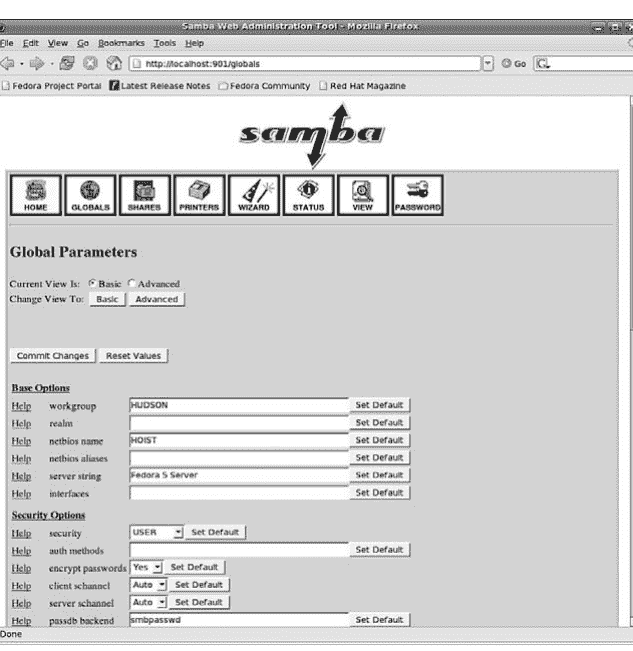 Samba Web Administration Tool - Mozilla Firefox
File Edit View Go Bookmarks Tools Help
http://localhost:901/globals Go
Fedora Project Portal Latest Release Notes Fedora Community Red Hat Magazine
samba
HOME GLOBALS SHARES PRINTERS WIZARD STATUS VIEW PASSWORD
Global Parameters
Current View Is: Basic Advanced
Change View To: Basic Advanced
Commit Changes Reset Values
Base Options
Help workgroup HUDSON Set Default
Help realm Set Default
Help netbios name HOIST Set Default
Help netbios aliases Set Default
Help server string Fedora 5 Server Set Default
Help interfaces Set Default
Security Options
Help security USER Set Default
Help auth methods Set Default
Help encrypt passwords Yes Set Default
Help client schannel Auto Set Default
Help server schannel Auto Set Default
Help passdb backend smbpasswd Set Default
Done